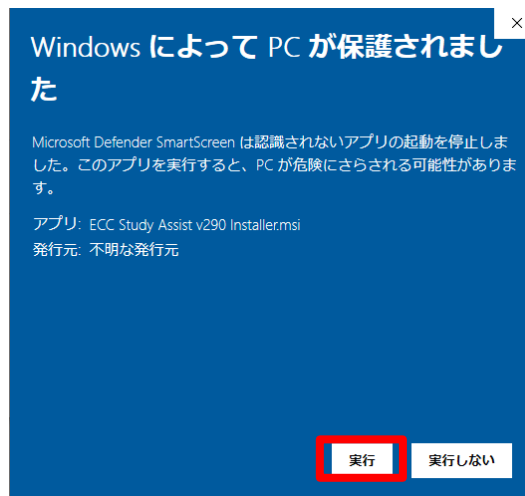 Windows によって PC が保護されまし
た
Microsoft Defender SmartScreen は認識されないアプリの起動を停止しま
した。このアプリを実行すると、PC が危険にさらされる可能性がありま
す。
アプリ: ECC Study Assist v290 Installer.msi
発行元: 不明な発行元
実行 実行しない